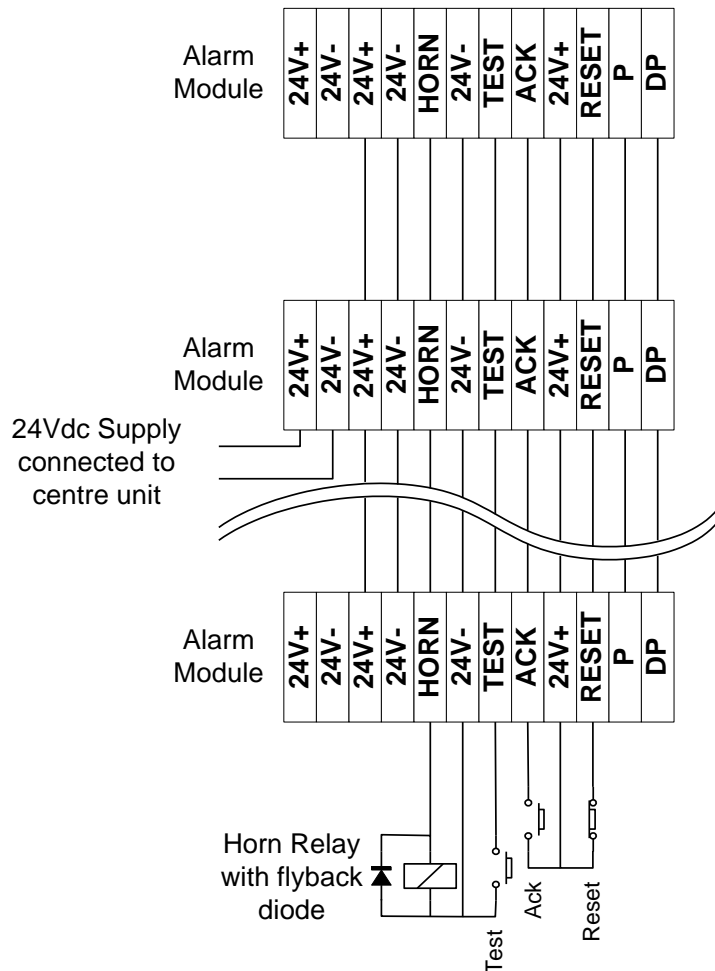 Alarm
Module
24V+
24V-
24V+
24V-
HORN
24V-
TEST
ACK
24V+
RESET
P
DP
Alarm
Module
24V+
24V-
24V+
24V-
HORN
24V-
TEST
ACK
24V+
RESET
P
DP
24Vdc Supply
connected to
centre unit
Alarm
Module
24V+
24V-
24V+
24V-
HORN
24V-
TEST
ACK
24V+
RESET
P
DP
Horn Relay
with flyback
diode
Test
Ack
Reset